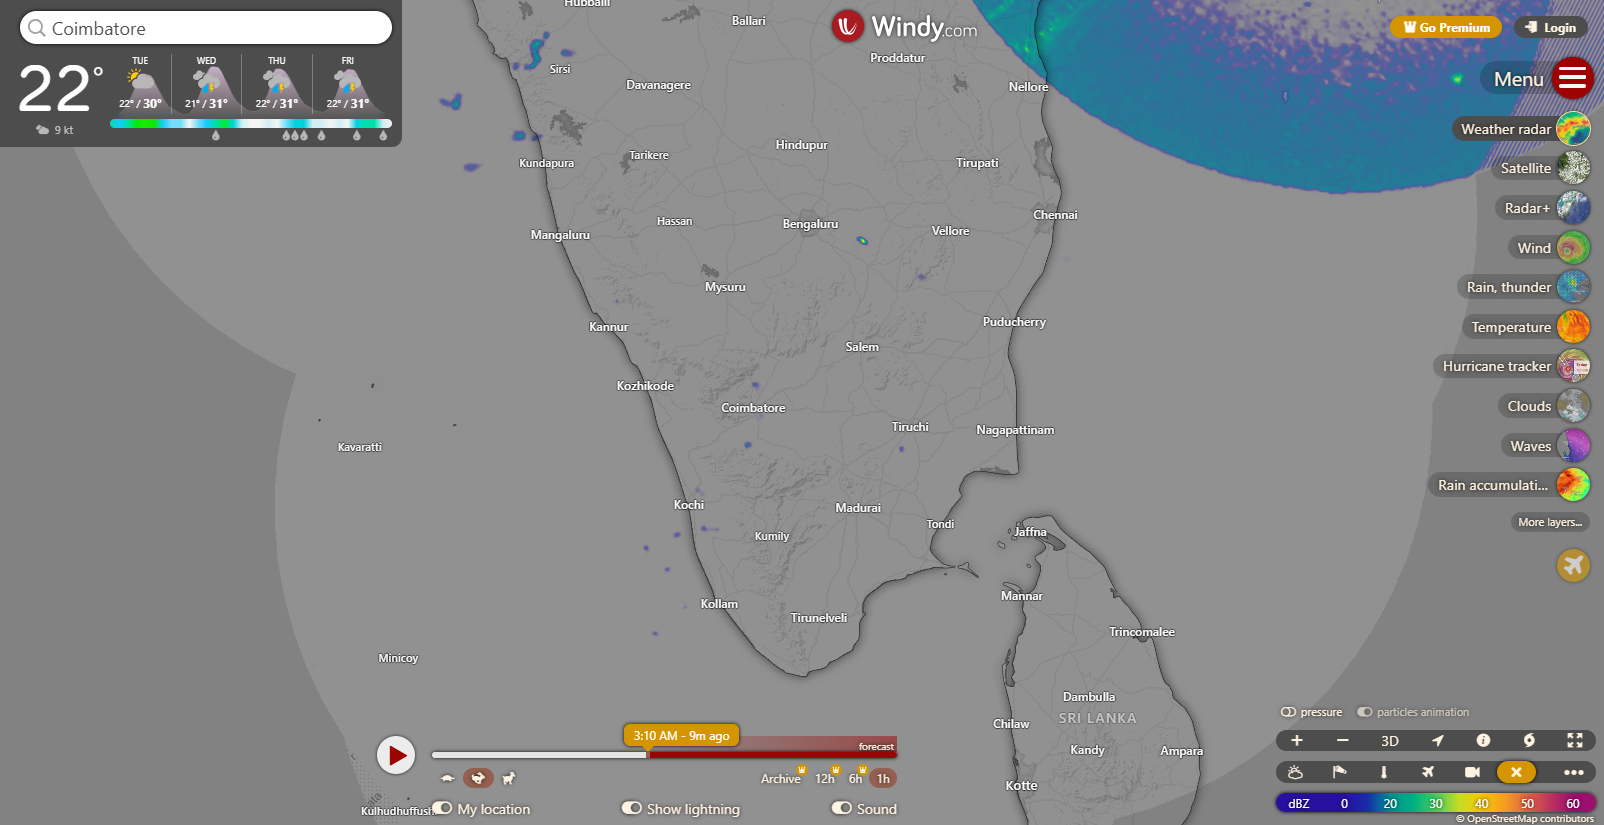 Coimbatore
22°
9 kt
TUE WED THU FRI
22° / 30° 21° / 31° 22° / 31° 22° / 31°
Windy.com
Go Premium
Login
Menu
Weather radar
Satellite
Radar+
Wind
Rain, thunder
Temperature
Hurricane tracker
Clouds
Waves
Rain accumulati...
More layers...
Hubballi
Ballari
Proddatur
Sirsi
Davanagere
Nellore
Hindupur
Kundapura
Tarikere
Tirupati
Hassan
Bengaluru
Chennai
Mangaluru
Vellore
Mysuru
Kannur
Puducherry
Salem
Kozhikode
Coimbatore
Tiruchi
Nagapattinam
Kavaratti
Kochi
Madurai
Tondi
Jaffna
Kumily
Mannar
Kollam
Tirunelveli
Trincomalee
Minicoy
Dambulla
Chilaw
SRI LANKA
Kandy
Ampara
Kotte
Kulhudhuffush
3:10 AM - 9m ago
forecast
Archive 12h 6h 1h
My location
Show lightning
Sound
pressure
particles animation
+ − 3D
dBZ 0 20 30 40 50 60
© OpenStreetMap contributors